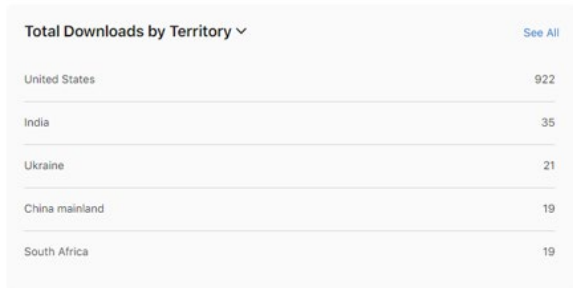 Total Downloads by Territory
See All
United States 922
India 35
Ukraine 21
China mainland 19
South Africa 19